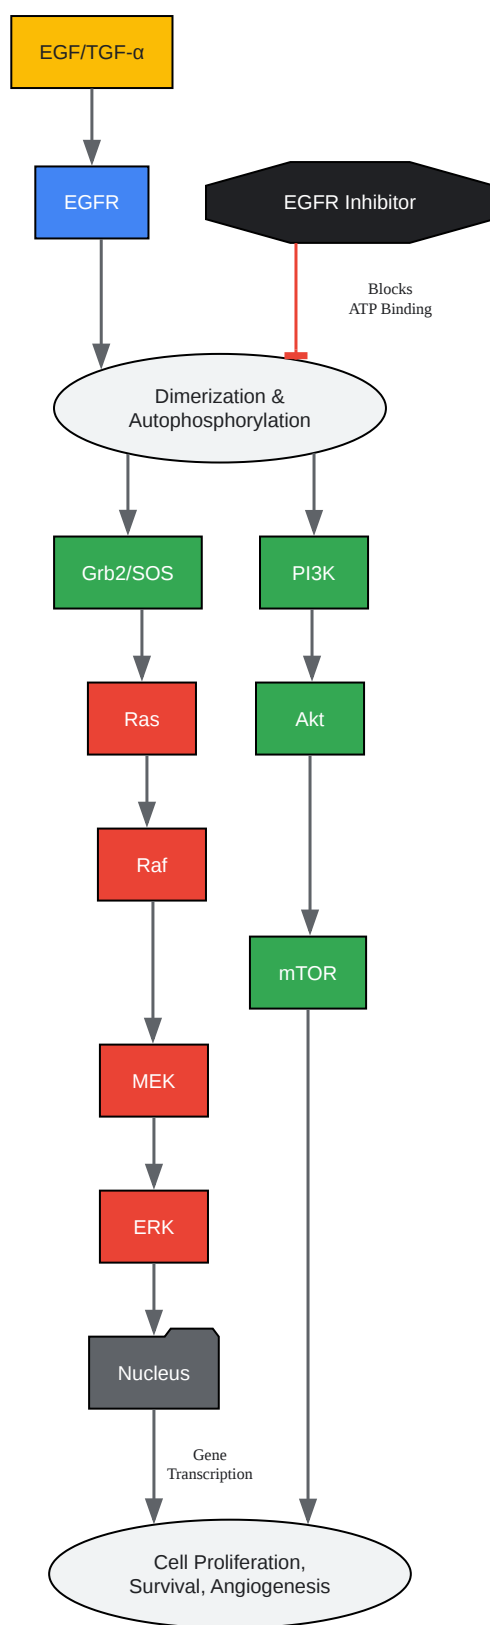 EGF/TGF-α
EGFR
EGFR Inhibitor
Blocks
ATP Binding
Dimerization &
Autophosphorylation
Grb2/SOS
PI3K
Ras
Akt
Raf
mTOR
MEK
ERK
Nucleus
Gene
Transcription
Cell Proliferation,
Survival, Angiogenesis